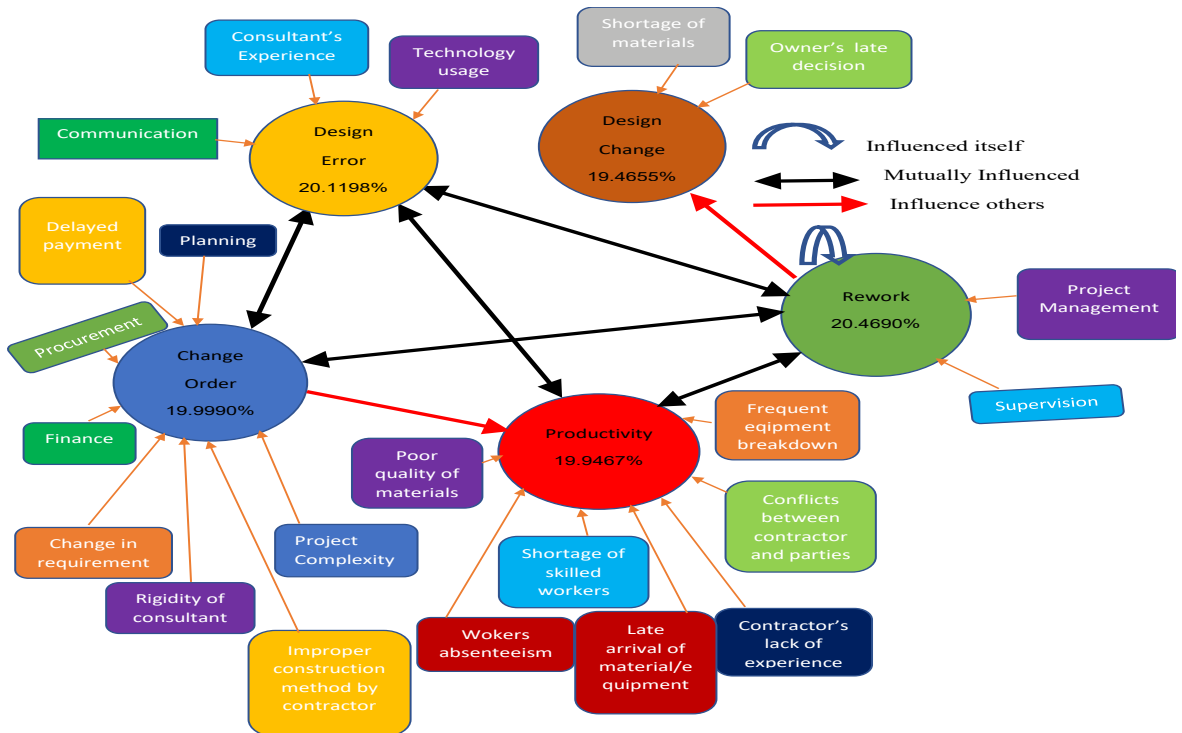 Shortage of
materials
Consultant's
Experience
Technology
usage
Owner's late
decision
Communication
Design
Error
20.1198%
Design
Change
19.4655%
Influenced itself
Mutually Influenced
Influence others
Delayed
payment
Planning
Procurement
Change
Order
19.9990%
Rework
20.4690%
Project
Management
Supervision
Finance
Productivity
19.9467%
Poor
quality of
materials
Frequent
eqipment
breakdown
Conflicts
between
contractor
and parties
Change in
requirement
Project
Complexity
Rigidity of
consultant
Shortage of
skilled
workers
Improper
construction
method by
contractor
Wokers
absenteeism
Late
arrival of
material/e
quipment
Contractor's
lack of
experience